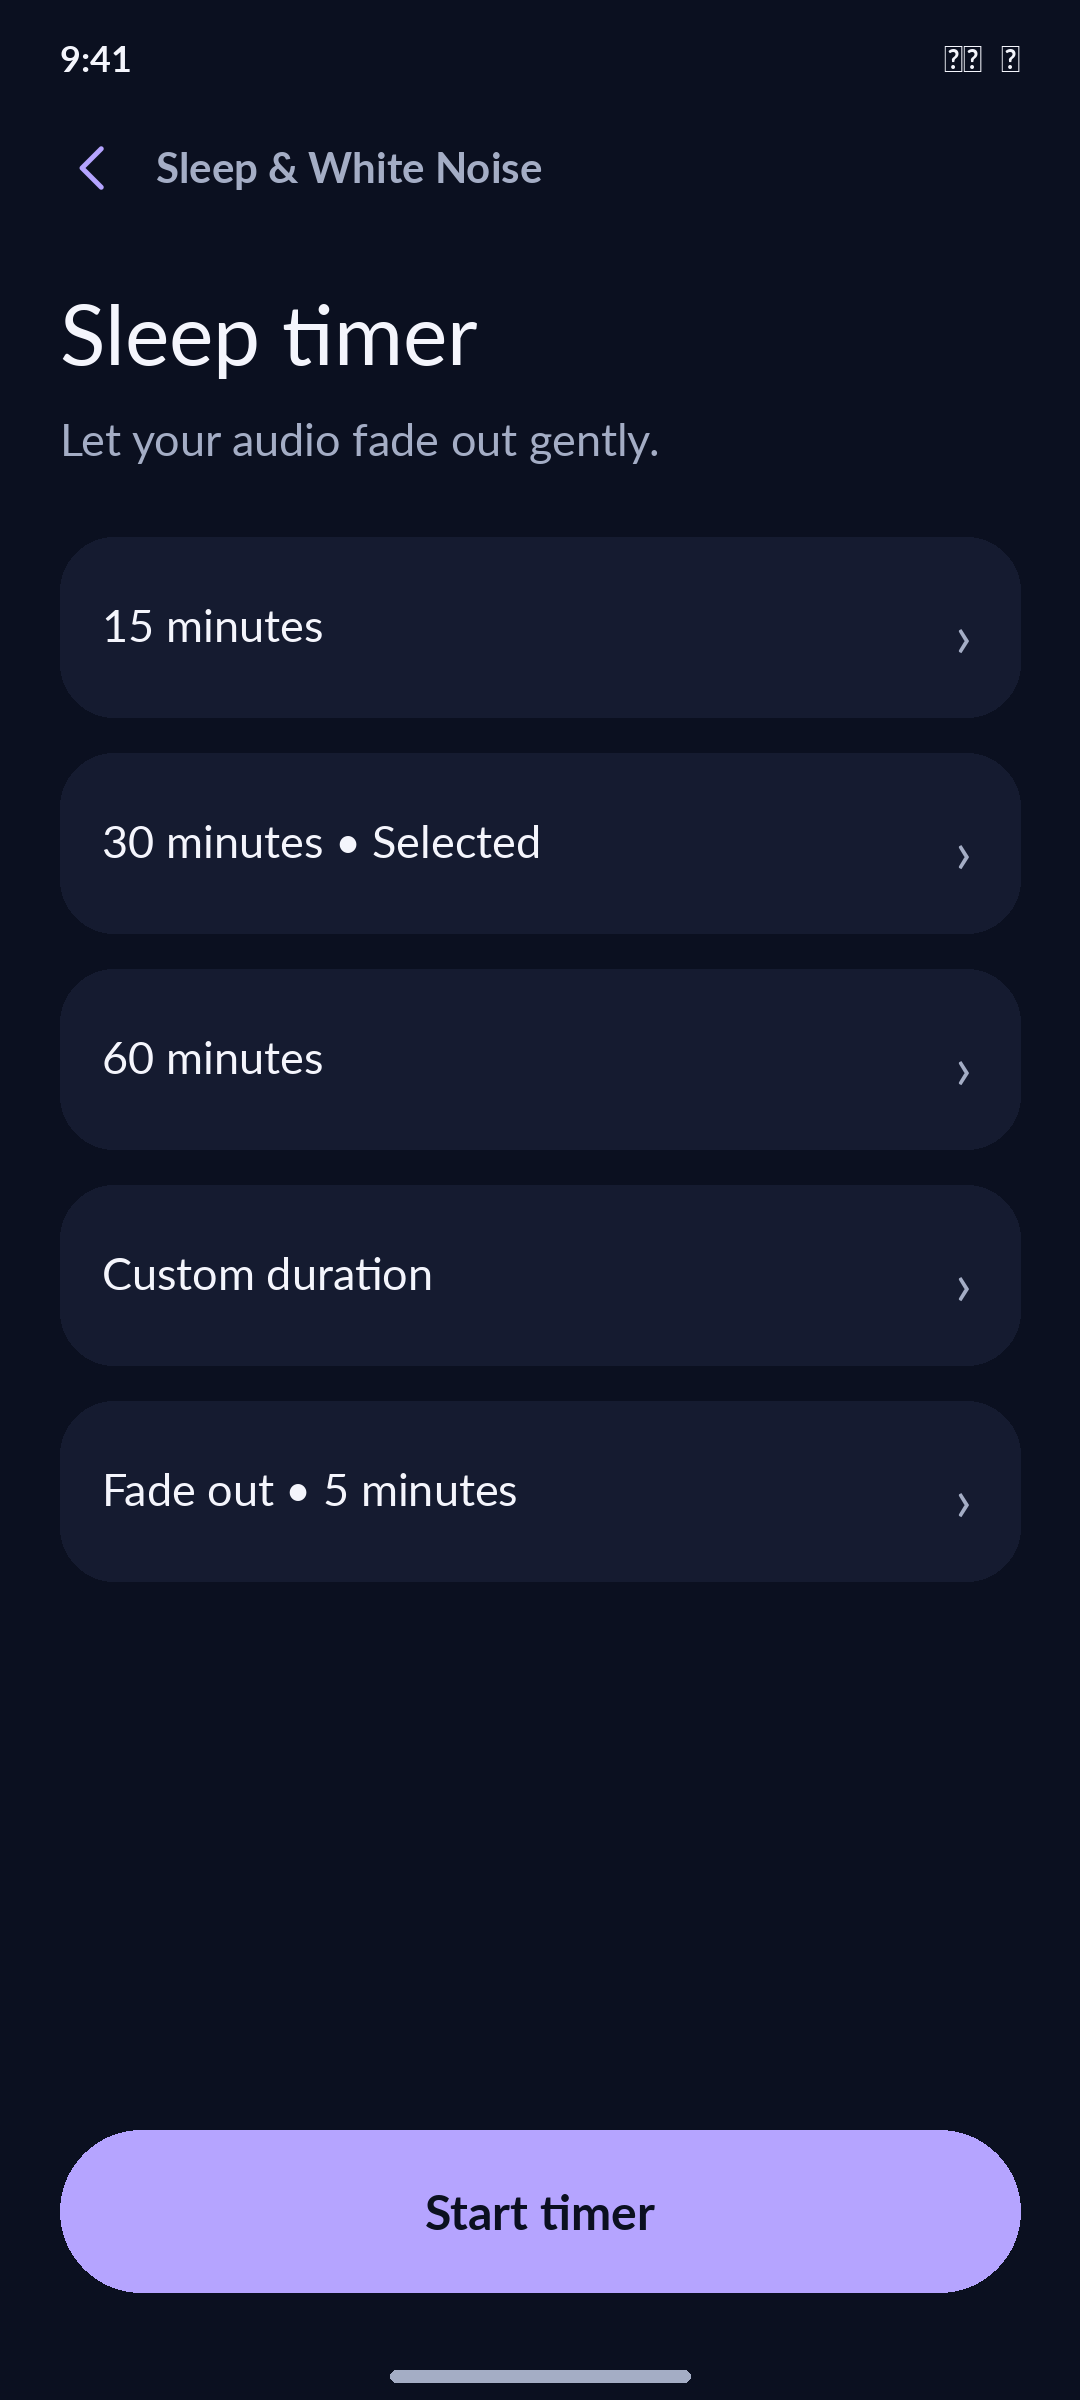 9:41
Sleep & White Noise
Sleep timer
Let your audio fade out gently.
15 minutes ›
30 minutes • Selected ›
60 minutes ›
Custom duration ›
Fade out • 5 minutes ›
Start timer